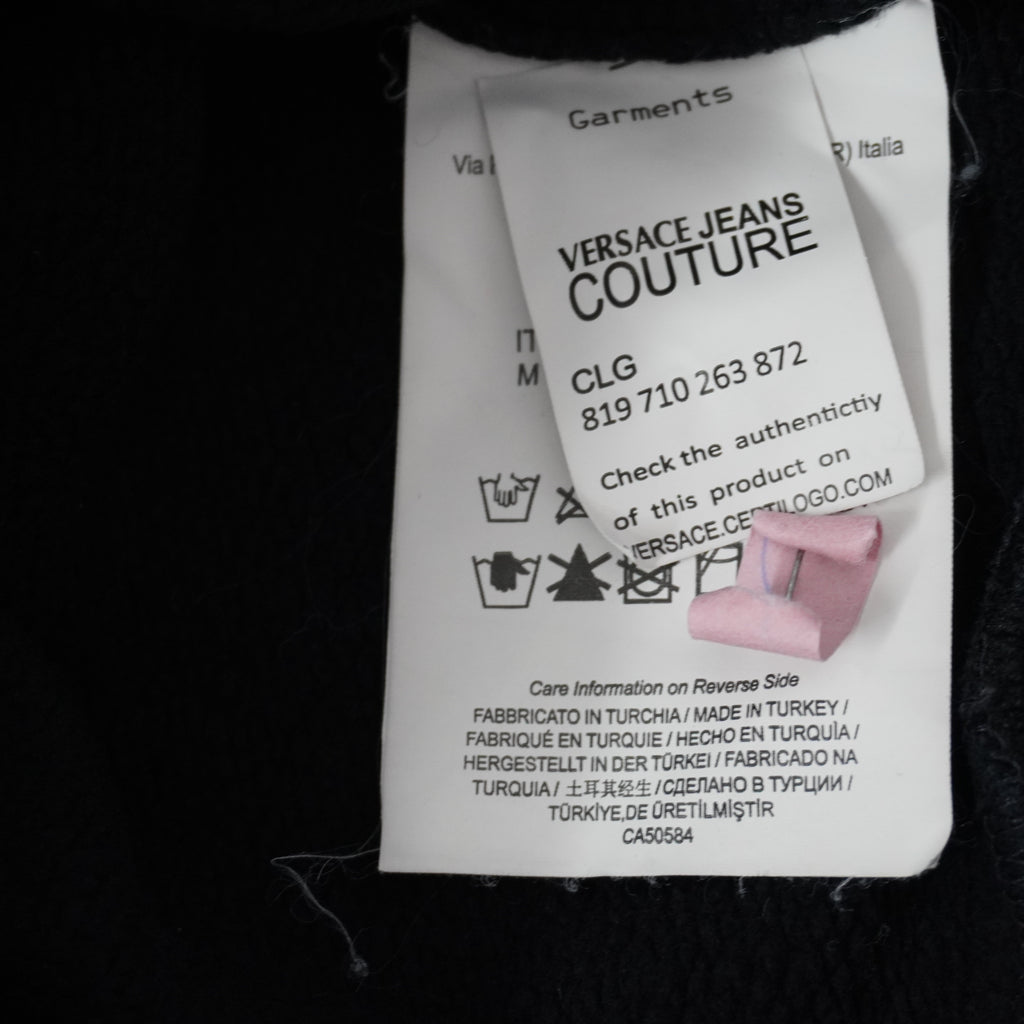 Garments
Via
R) Italia
VERSACE JEANS
COUTURE
IT
M
CLG
819 710 263 872
Check the authentictiy
of this product on
VERSACE.CERTILOGO.COM
Care Information on Reverse Side
FABBRICATO IN TURCHIA / MADE IN TURKEY /
FABRIQUÉ EN TURQUIE / HECHO EN TURQUÌA /
HERGESTELLT IN DER TÜRKEI / FABRICADO NA
TURQUIA / 土耳其经生 / СДЕЛАНО В ТУРЦИИ /
TÜRKİYE,DE ÜRETİLMİŞTİR
CA50584